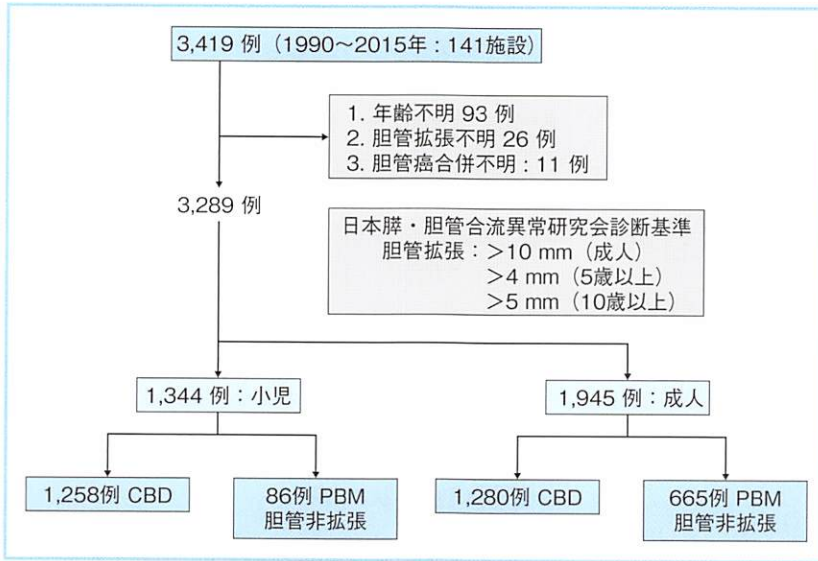 3,419 例（1990〜2015年：141施設）
1. 年齢不明 93 例
2. 胆管拡張不明 26 例
3. 胆管癌合併不明：11 例
3,289 例
日本膵・胆管合流異常研究会診断基準
胆管拡張：＞10 mm（成人）
＞4 mm（5歳以上）
＞5 mm（10歳以上）
1,344 例：小児
1,945 例：成人
1,258例 CBD
86例 PBM
胆管非拡張
1,280例 CBD
665例 PBM
胆管非拡張